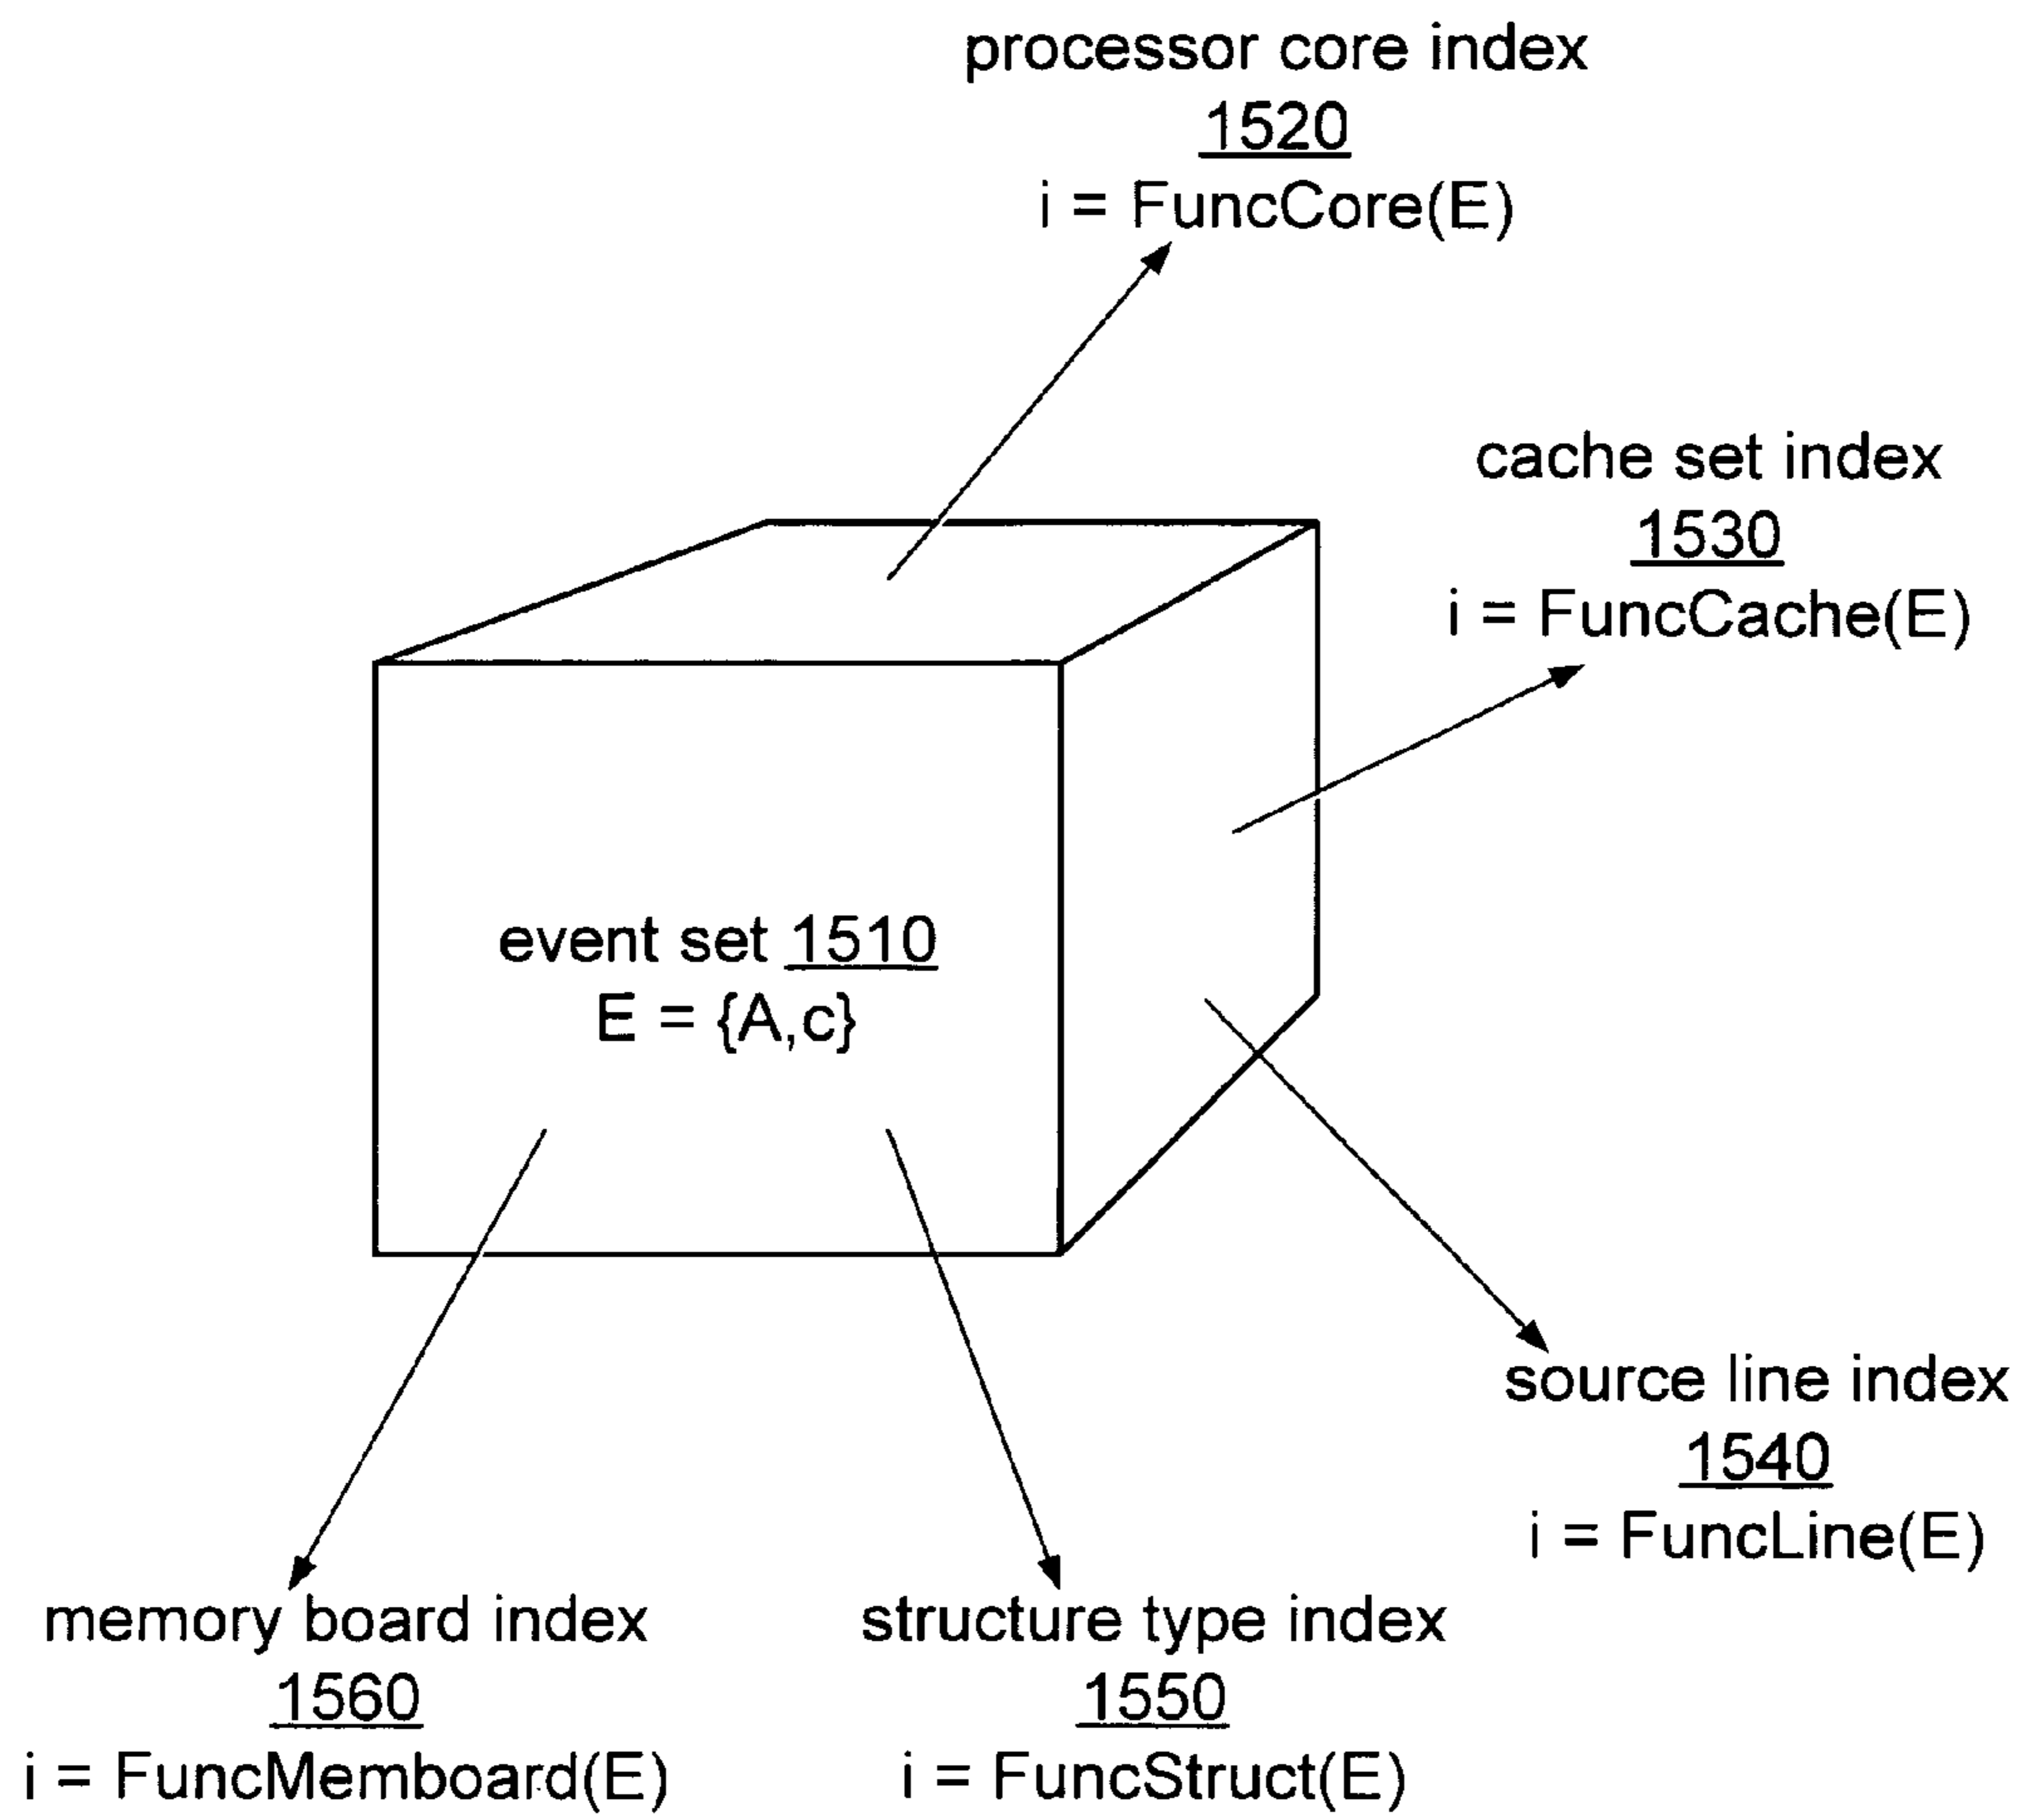 processor core index
1520
i = FuncCore(E)
cache set index
1530
i = FuncCache(E)
event set 1510
E = {A,c}
source line index
1540
i = FuncLine(E)
memory board index
1560
i = FuncMemboard(E)
structure type index
1550
i = FuncStruct(E)